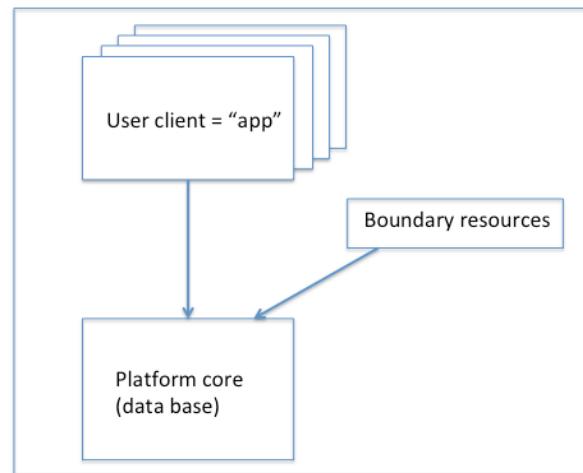 User client = “app”
Boundary resources
Platform core
(data base)